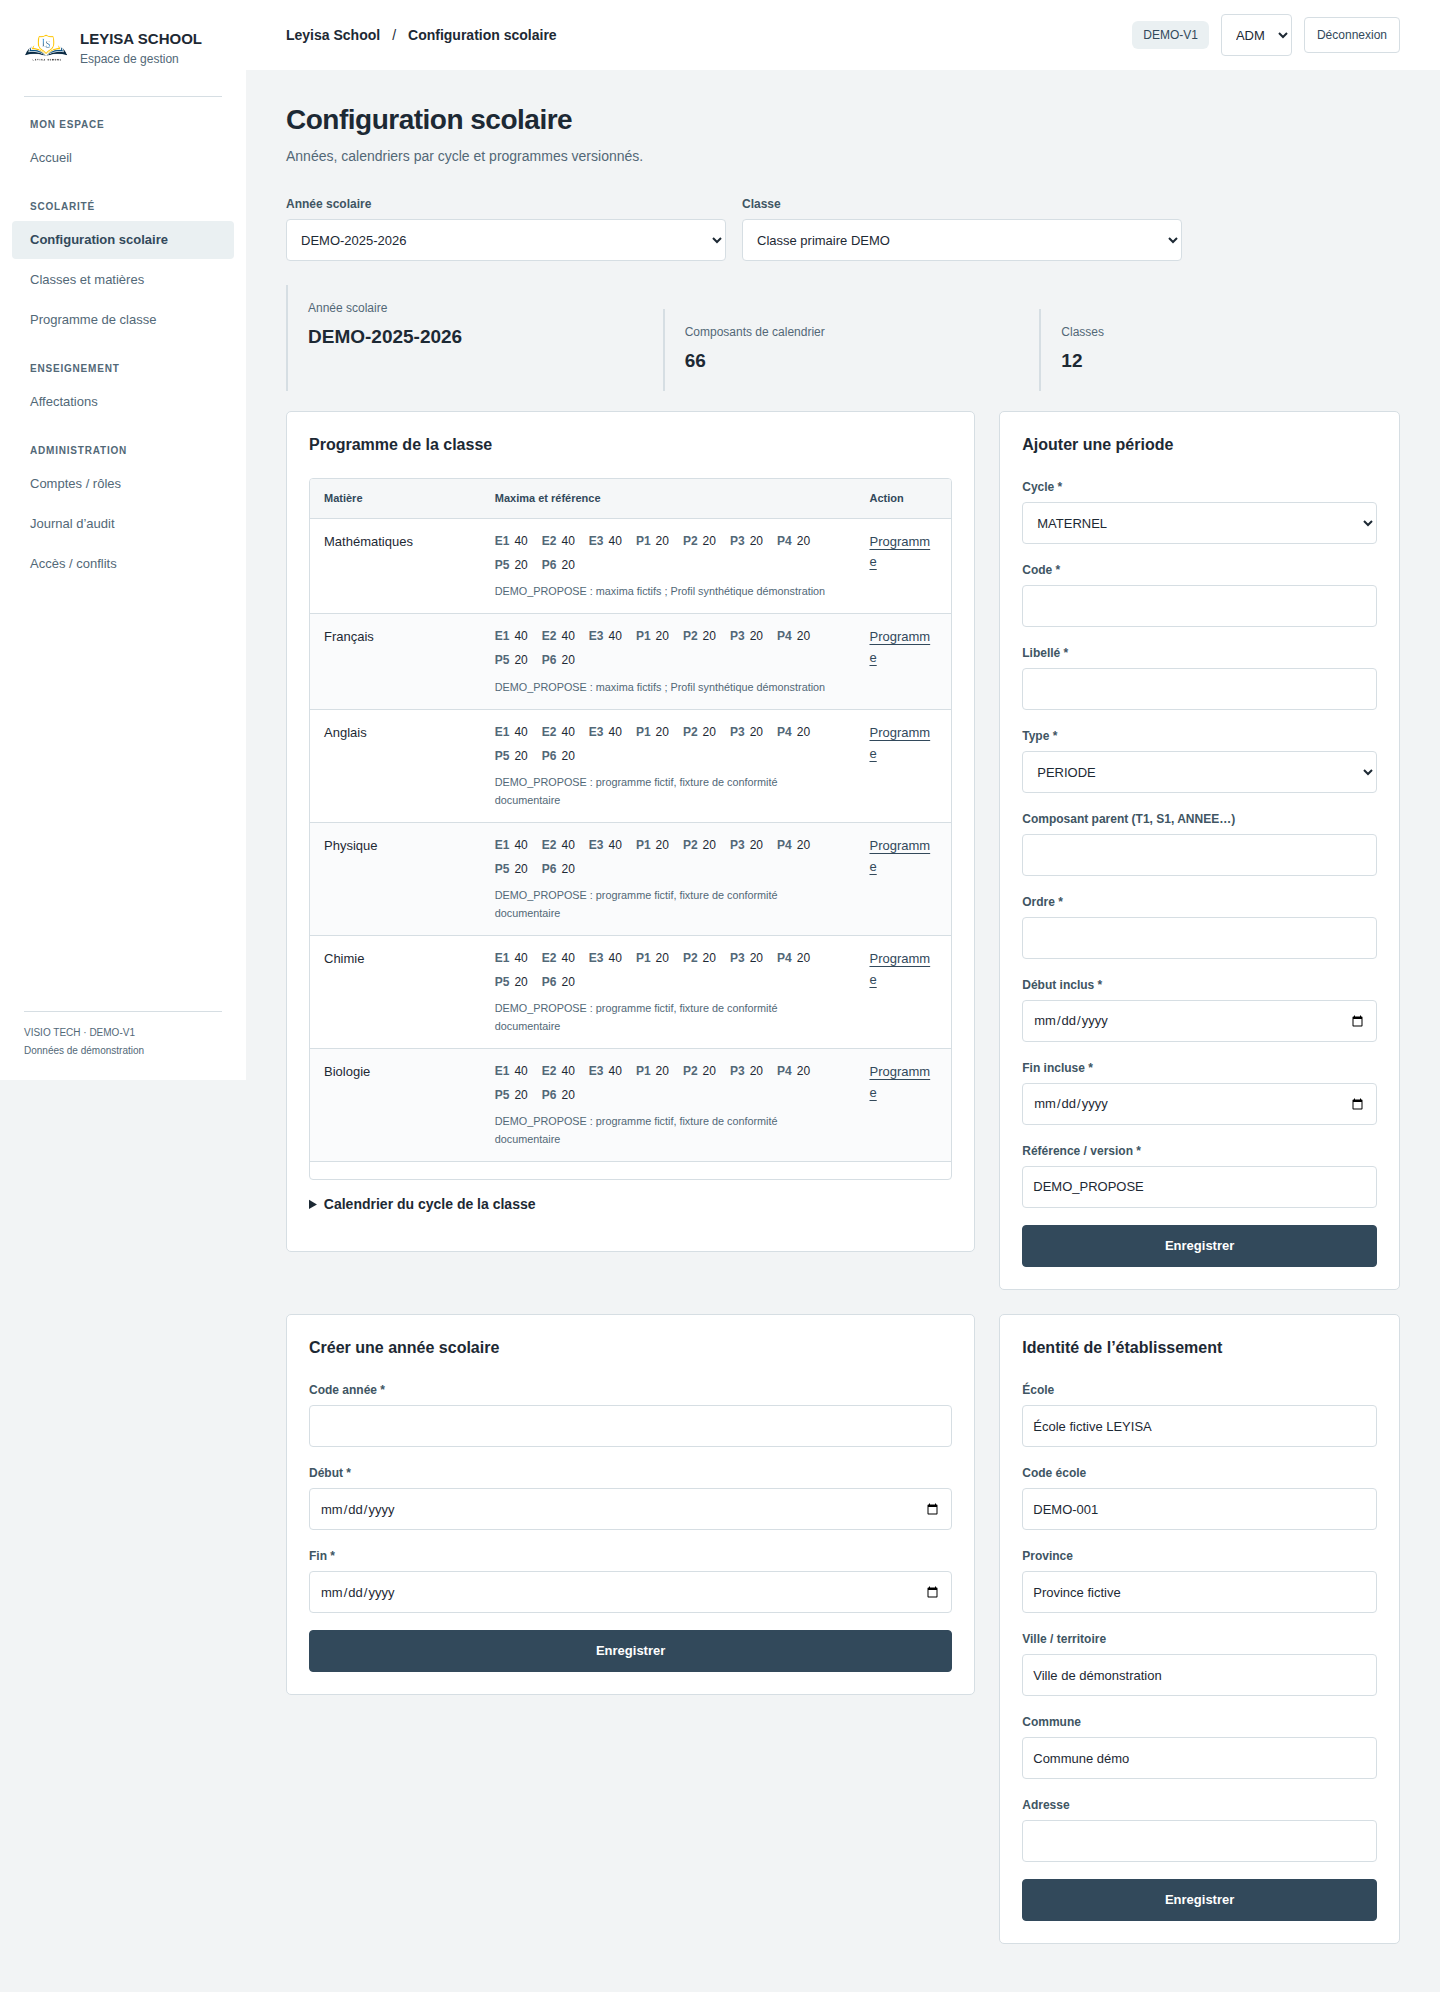 LEYISA SCHOOL
Espace de gestion
MON ESPACE
Accueil
SCOLARITÉ
Configuration scolaire
Classes et matières
Programme de classe
ENSEIGNEMENT
Affectations
ADMINISTRATION
Comptes / rôles
Journal d’audit
Accès / conflits
VISIO TECH · DEMO-V1
Données de démonstration
Leyisa School / Configuration scolaire
DEMO-V1
ADM
Déconnexion
Configuration scolaire
Années, calendriers par cycle et programmes versionnés.
Année scolaire
DEMO-2025-2026
Classe
Classe primaire DEMO
Année scolaire
DEMO-2025-2026
Composants de calendrier
66
Classes
12
Programme de la classe
Matière Maxima et référence Action
Mathématiques
E1 40 E2 40 E3 40 P1 20 P2 20 P3 20 P4 20
P5 20 P6 20
DEMO_PROPOSE : maxima fictifs ; Profil synthétique démonstration
Programm
e
Français
E1 40 E2 40 E3 40 P1 20 P2 20 P3 20 P4 20
P5 20 P6 20
DEMO_PROPOSE : maxima fictifs ; Profil synthétique démonstration
Programm
e
Anglais
E1 40 E2 40 E3 40 P1 20 P2 20 P3 20 P4 20
P5 20 P6 20
DEMO_PROPOSE : programme fictif, fixture de conformité
documentaire
Programm
e
Physique
E1 40 E2 40 E3 40 P1 20 P2 20 P3 20 P4 20
P5 20 P6 20
DEMO_PROPOSE : programme fictif, fixture de conformité
documentaire
Programm
e
Chimie
E1 40 E2 40 E3 40 P1 20 P2 20 P3 20 P4 20
P5 20 P6 20
DEMO_PROPOSE : programme fictif, fixture de conformité
documentaire
Programm
e
Biologie
E1 40 E2 40 E3 40 P1 20 P2 20 P3 20 P4 20
P5 20 P6 20
DEMO_PROPOSE : programme fictif, fixture de conformité
documentaire
Programm
e
Calendrier du cycle de la classe
Ajouter une période
Cycle *
MATERNEL
Code *
Libellé *
Type *
PERIODE
Composant parent (T1, S1, ANNEE…)
Ordre *
Début inclus *
mm/dd/yyyy
Fin incluse *
mm/dd/yyyy
Référence / version *
DEMO_PROPOSE
Enregistrer
Créer une année scolaire
Code année *
Début *
mm/dd/yyyy
Fin *
mm/dd/yyyy
Enregistrer
Identité de l’établissement
École
École fictive LEYISA
Code école
DEMO-001
Province
Province fictive
Ville / territoire
Ville de démonstration
Commune
Commune démo
Adresse
Enregistrer